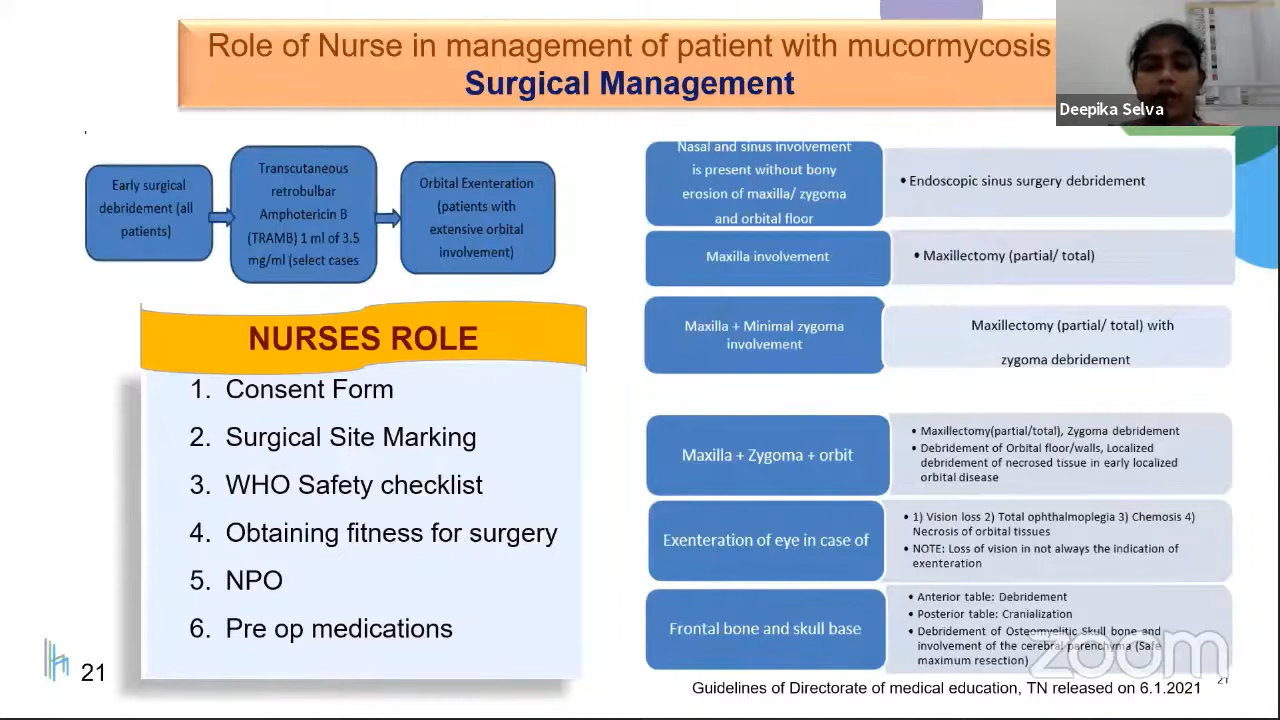 Role of Nurse in management of patient with mucormycosis
Surgical Management
Deepika Selva
Early surgical
debridement (all
patients)
Transcutaneous
retrobulbar
Amphotericin B
(TRAMB) 1 ml of 3.5
mg/ml (select cases
Orbital Exenteration
(patients with
extensive orbital
involvement)
NURSES ROLE
1. Consent Form
2. Surgical Site Marking
3. WHO Safety checklist
4. Obtaining fitness for surgery
5. NPO
6. Pre op medications
Nasal and sinus involvement
is present without bony
erosion of maxilla/ zygoma
and orbital floor
• Endoscopic sinus surgery debridement
Maxilla involvement
• Maxillectomy (partial/ total)
Maxilla + Minimal zygoma
involvement
Maxillectomy (partial/ total) with
zygoma debridement
Maxilla + Zygoma + orbit
• Maxillectomy(partial/total), Zygoma debridement
• Debridement of Orbital floor/walls, Localized
debridement of necrosed tissue in early localized
orbital disease
Exenteration of eye in case of
• 1) Vision loss 2) Total ophthalmoplegia 3) Chemosis 4)
Necrosis of orbital tissues
• NOTE: Loss of vision in not always the indication of
exenteration
Frontal bone and skull base
• Anterior table: Debridement
• Posterior table: Cranialization
• Debridement of Osteomyelitic Skull bone and
involvement of the cerebral parenchyma (Safe
maximum resection)
zoom
21
Guidelines of Directorate of medical education, TN released on 6.1.2021
21